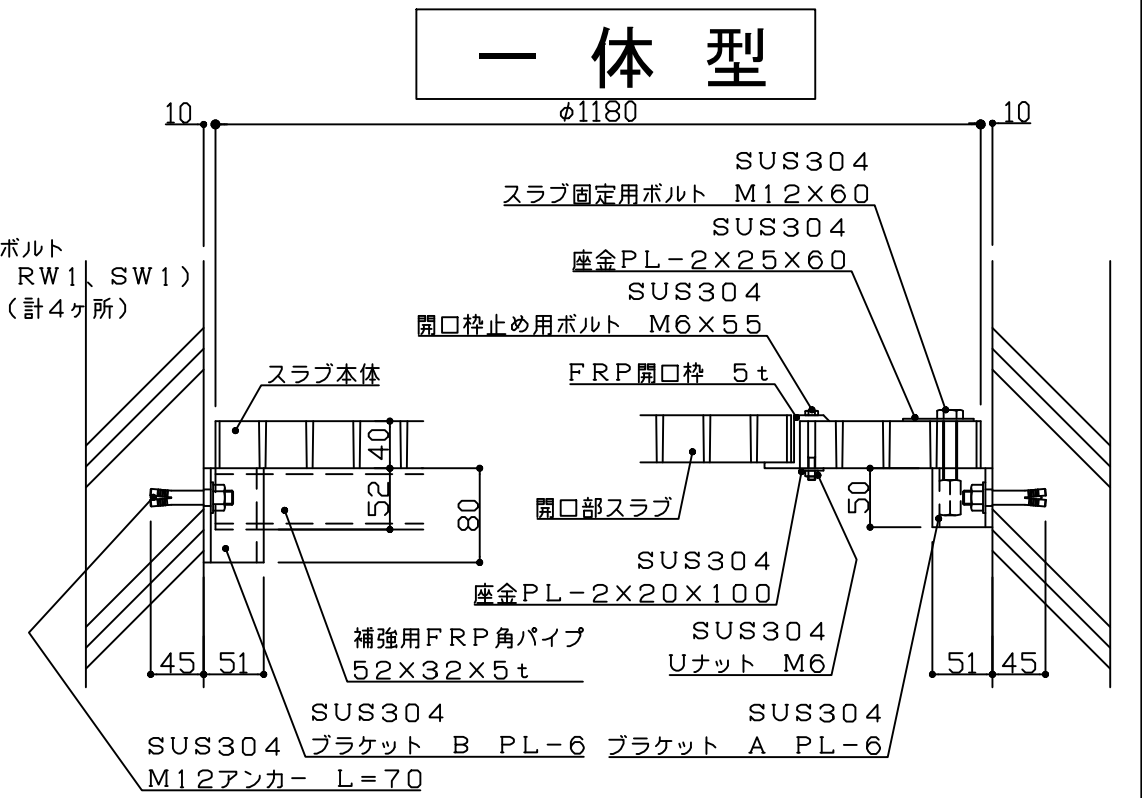 一体型
10
φ1180
10
SUS304
スラブ固定用ボルト M12×60
SUS304
座金PL-2×25×60
SUS304
開口枠止め用ボルト M6×55
FRP開口枠 5t
ボルト
RW1、SW1)
(計4ヶ所)
スラブ本体
40
52
80
50
開口部スラブ
SUS304
座金PL-2×20×100
SUS304
Uナット M6
補強用FRP角パイプ
52×32×5t
45
51
51
45
SUS304
ブラケット B PL-6
SUS304
ブラケット A PL-6
SUS304
M12アンカー L=70